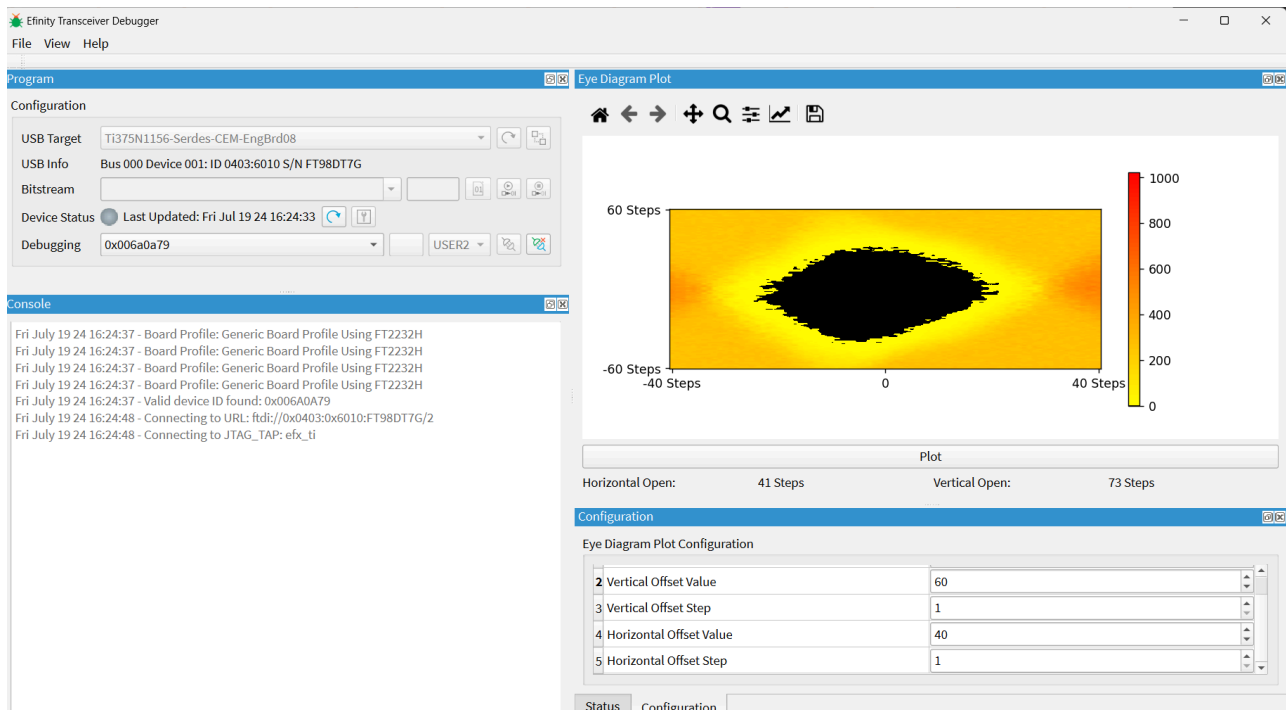 Efinity Transceiver Debugger
File View Help
Program
Configuration
USB Target Ti375N1156-Serdes-CEM-EngBrd08
USB Info Bus 000 Device 001: ID 0403:6010 S/N FT98DT7G
Bitstream
Device Status Last Updated: Fri Jul 19 24 16:24:33
Debugging 0x006a0a79 USER2
Console
Fri July 19 24 16:24:37 - Board Profile: Generic Board Profile Using FT2232H
Fri July 19 24 16:24:37 - Board Profile: Generic Board Profile Using FT2232H
Fri July 19 24 16:24:37 - Board Profile: Generic Board Profile Using FT2232H
Fri July 19 24 16:24:37 - Board Profile: Generic Board Profile Using FT2232H
Fri July 19 24 16:24:37 - Valid device ID found: 0x006A0A79
Fri July 19 24 16:24:48 - Connecting to URL: ftdi://0x0403:0x6010:FT98DT7G/2
Fri July 19 24 16:24:48 - Connecting to JTAG_TAP: efx_ti
Eye Diagram Plot
60 Steps
-60 Steps
-40 Steps 0 40 Steps
1000
800
600
400
200
0
Plot
Horizontal Open: 41 Steps Vertical Open: 73 Steps
Configuration
Eye Diagram Plot Configuration
2 Vertical Offset Value 60
3 Vertical Offset Step 1
4 Horizontal Offset Value 40
5 Horizontal Offset Step 1
Status Configuration